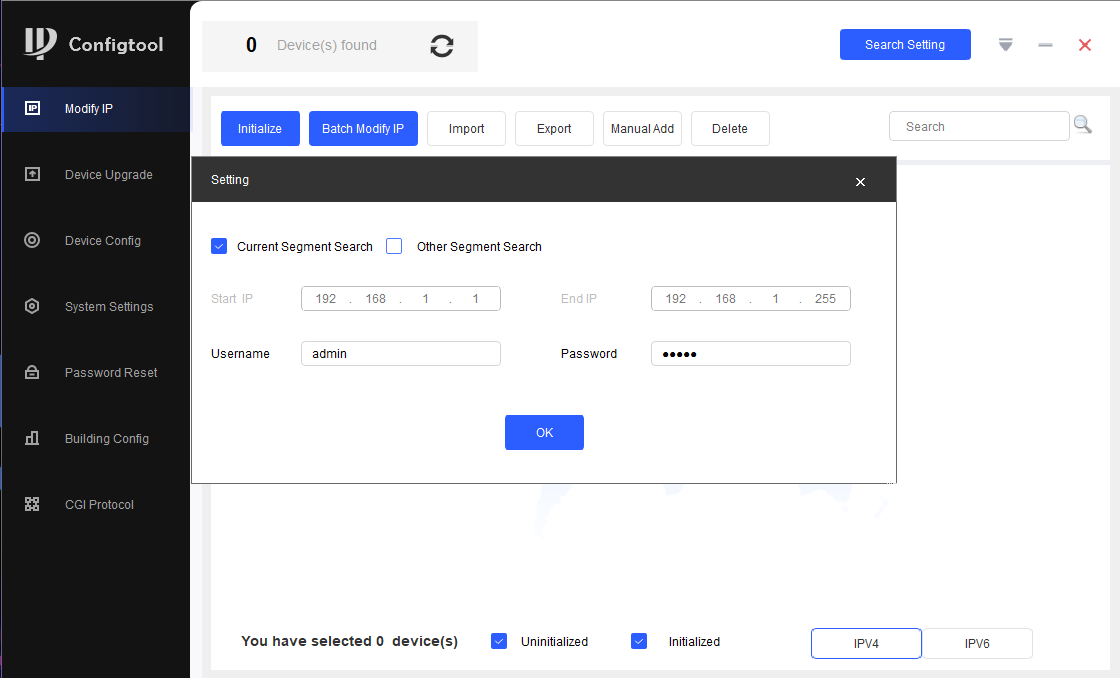 Configtool
0 Device(s) found
Search Setting
Modify IP
Device Upgrade
Device Config
System Settings
Password Reset
Building Config
CGI Protocol
Initialize Batch Modify IP Import Export Manual Add Delete
Search
Setting
Current Segment Search Other Segment Search
Start IP 192 . 168 . 1 . 1 End IP 192 . 168 . 1 . 255
Username admin Password ●●●●●
OK
You have selected 0 device(s) Uninitialized Initialized IPV4 IPV6